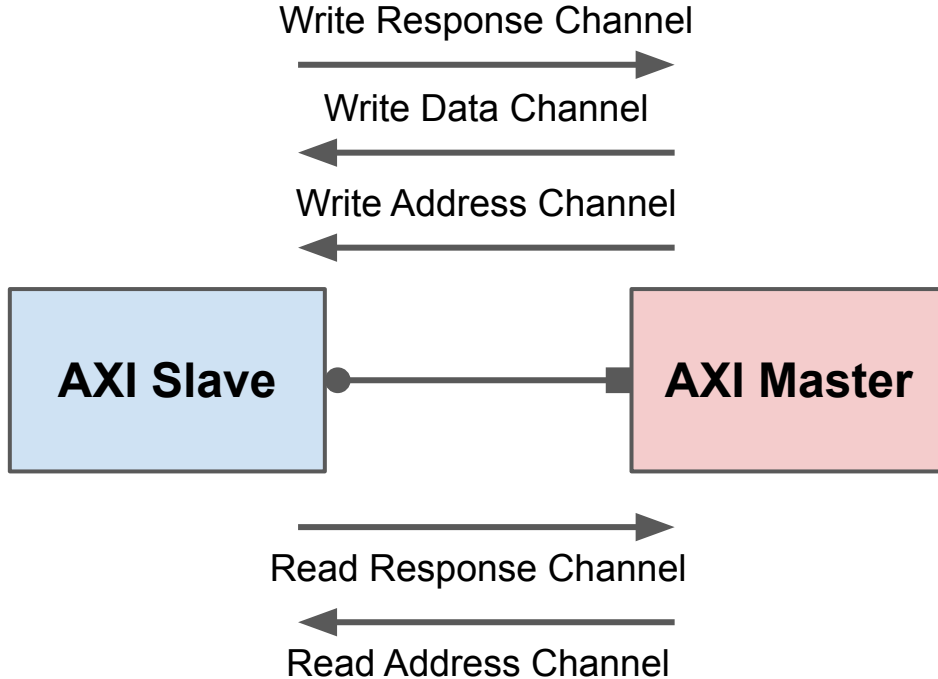 Write Response Channel
Write Data Channel
Write Address Channel
AXI Slave
AXI Master
Read Response Channel
Read Address Channel